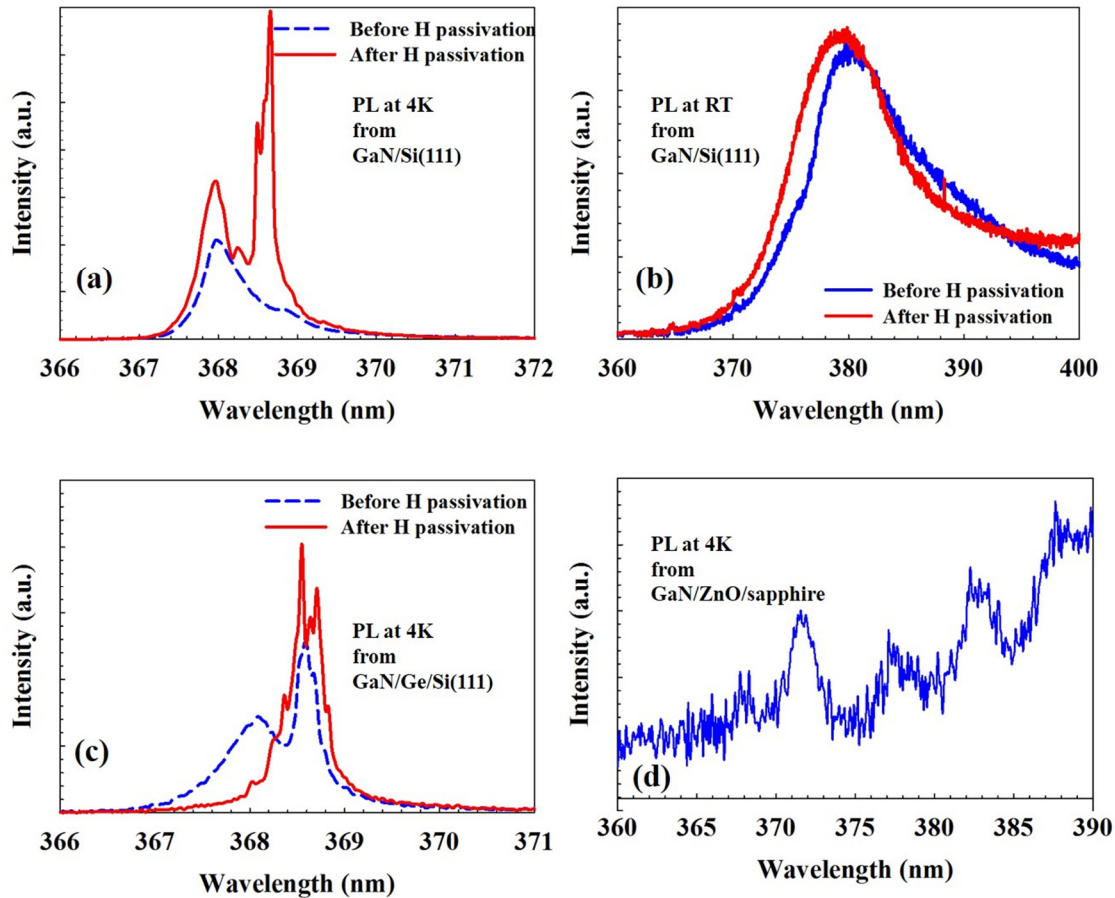 Before H passivation
After H passivation
PL at 4K
from
GaN/Si(111)
(a)
Intensity (a.u.)
366 367 368 369 370 371 372
Wavelength (nm)
PL at RT
from
GaN/Si(111)
(b)
Before H passivation
After H passivation
Intensity (a.u.)
360 370 380 390 400
Wavelength (nm)
Before H passivation
After H passivation
PL at 4K
from
GaN/Ge/Si(111)
(c)
Intensity (a.u.)
366 367 368 369 370 371
Wavelength (nm)
PL at 4K
from
GaN/ZnO/sapphire
(d)
Intensity (a.u.)
360 365 370 375 380 385 390
Wavelength (nm)